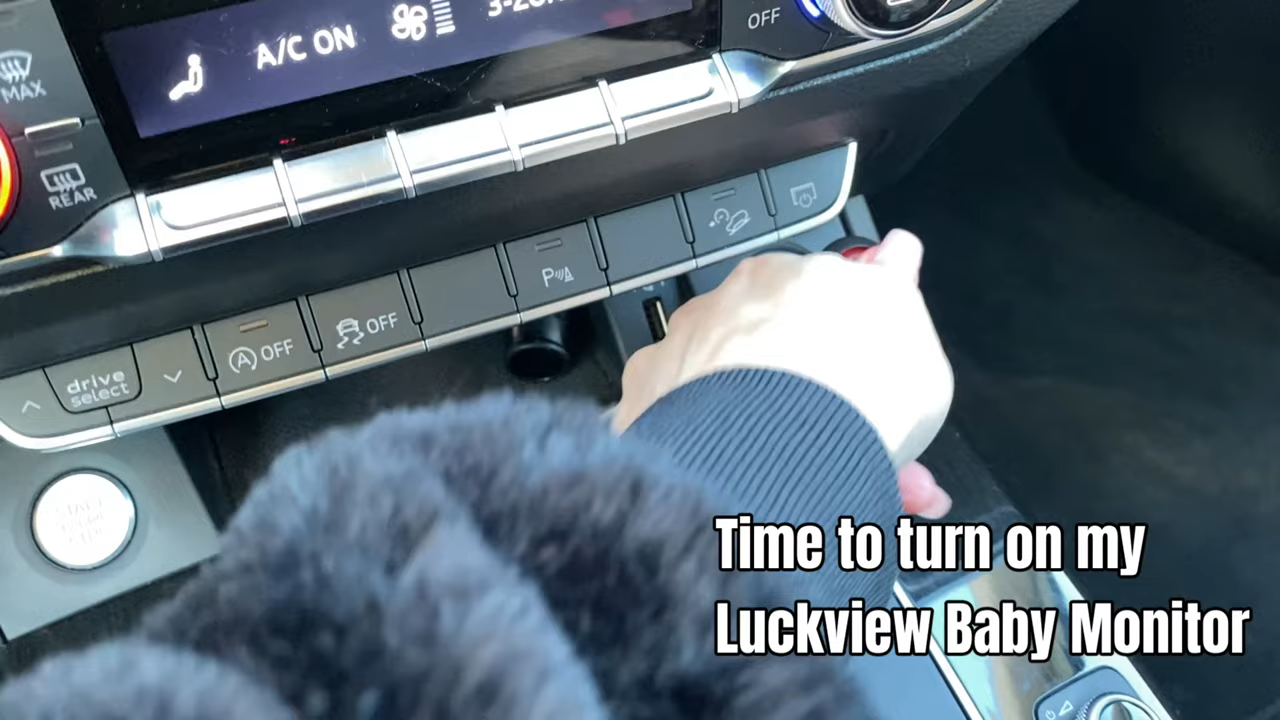 A/C ON
OFF
MAX
REAR
P
OFF
A OFF
drive
select
Time to turn on my
Luckview Baby Monitor